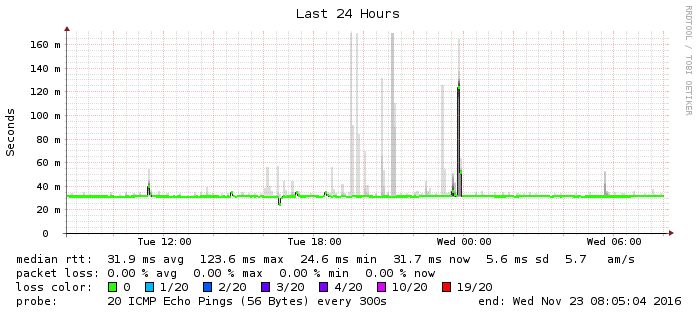 Last 24 Hours
RRDTOOL / TOBI OETIKER
Seconds
160 m
140 m
120 m
100 m
80 m
60 m
40 m
20 m
0
Tue 12:00 Tue 18:00 Wed 00:00 Wed 06:00
median rtt: 31.9 ms avg 123.6 ms max 24.6 ms min 31.7 ms now 5.6 ms sd 5.7 am/s
packet loss: 0.00 % avg 0.00 % max 0.00 % min 0.00 % now
loss color: 0 1/20 2/20 3/20 4/20 10/20 19/20
probe: 20 ICMP Echo Pings (56 Bytes) every 300s end: Wed Nov 23 08:05:04 2016